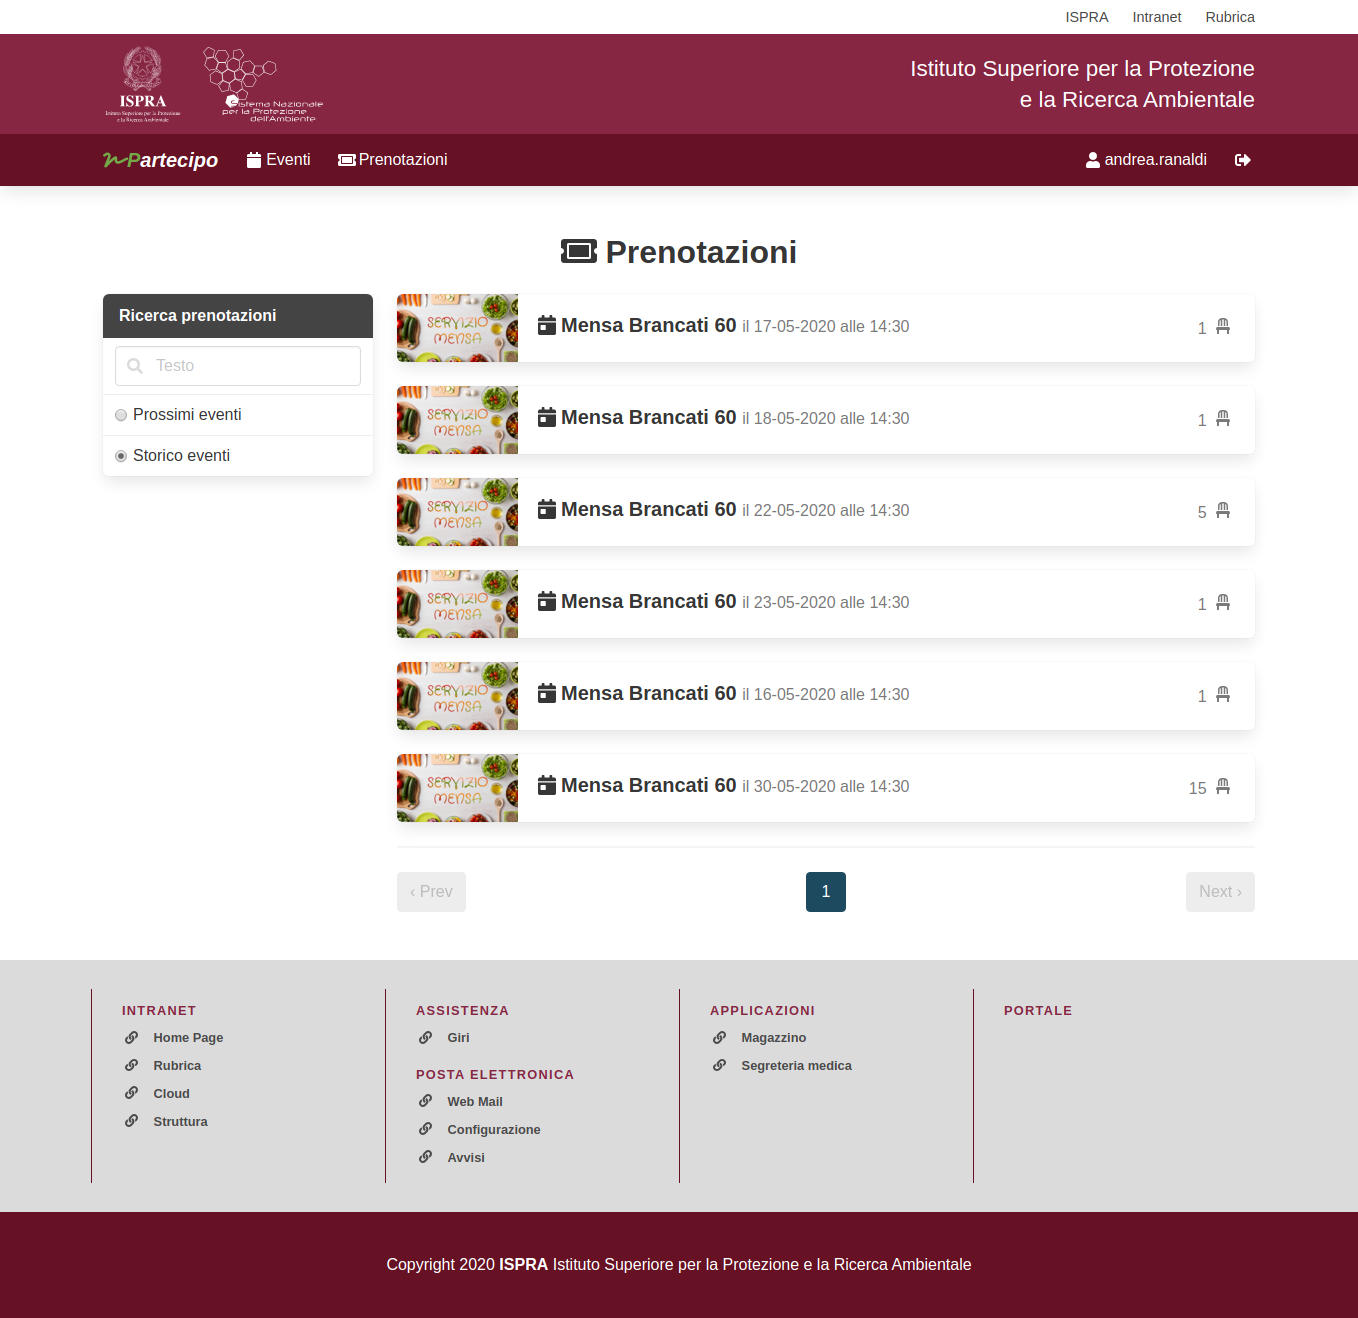 ISPRA Intranet Rubrica
ISPRA
Istituto Superiore per la Protezione
e la Ricerca Ambientale
Sistema Nazionale
per la Protezione
dell'Ambiente
Istituto Superiore per la Protezione
e la Ricerca Ambientale
Partecipo Eventi Prenotazioni andrea.ranaldi
Prenotazioni
Ricerca prenotazioni
Testo
Prossimi eventi
Storico eventi
SERVIZIO
MENSA
Mensa Brancati 60 il 17-05-2020 alle 14:30 1
SERVIZIO
MENSA
Mensa Brancati 60 il 18-05-2020 alle 14:30 1
SERVIZIO
MENSA
Mensa Brancati 60 il 22-05-2020 alle 14:30 5
SERVIZIO
MENSA
Mensa Brancati 60 il 23-05-2020 alle 14:30 1
SERVIZIO
MENSA
Mensa Brancati 60 il 16-05-2020 alle 14:30 1
SERVIZIO
MENSA
Mensa Brancati 60 il 30-05-2020 alle 14:30 15
‹ Prev 1 Next ›
INTRANET
Home Page
Rubrica
Cloud
Struttura
ASSISTENZA
Giri
POSTA ELETTRONICA
Web Mail
Configurazione
Avvisi
APPLICAZIONI
Magazzino
Segreteria medica
PORTALE
Copyright 2020 ISPRA Istituto Superiore per la Protezione e la Ricerca Ambientale